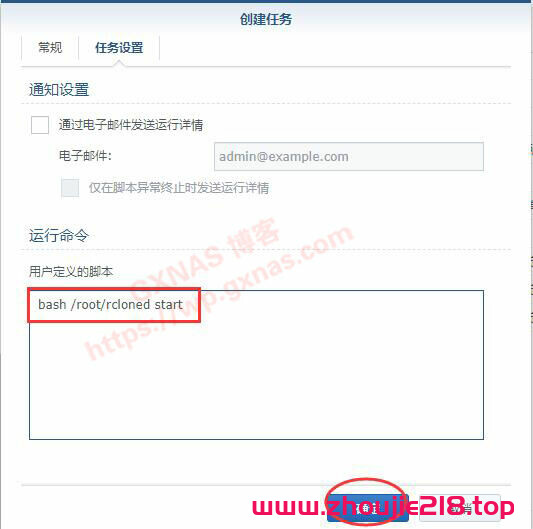 创建任务
常规 任务设置
通知设置
通过电子邮件发送运行详情
电子邮件: admin@example.com
仅在脚本异常终止时发送运行详情
运行命令
GXNAS 博客
https://wp.gxnas.com
用户定义的脚本
bash /root/rcloned start
www.zhoujie218.top